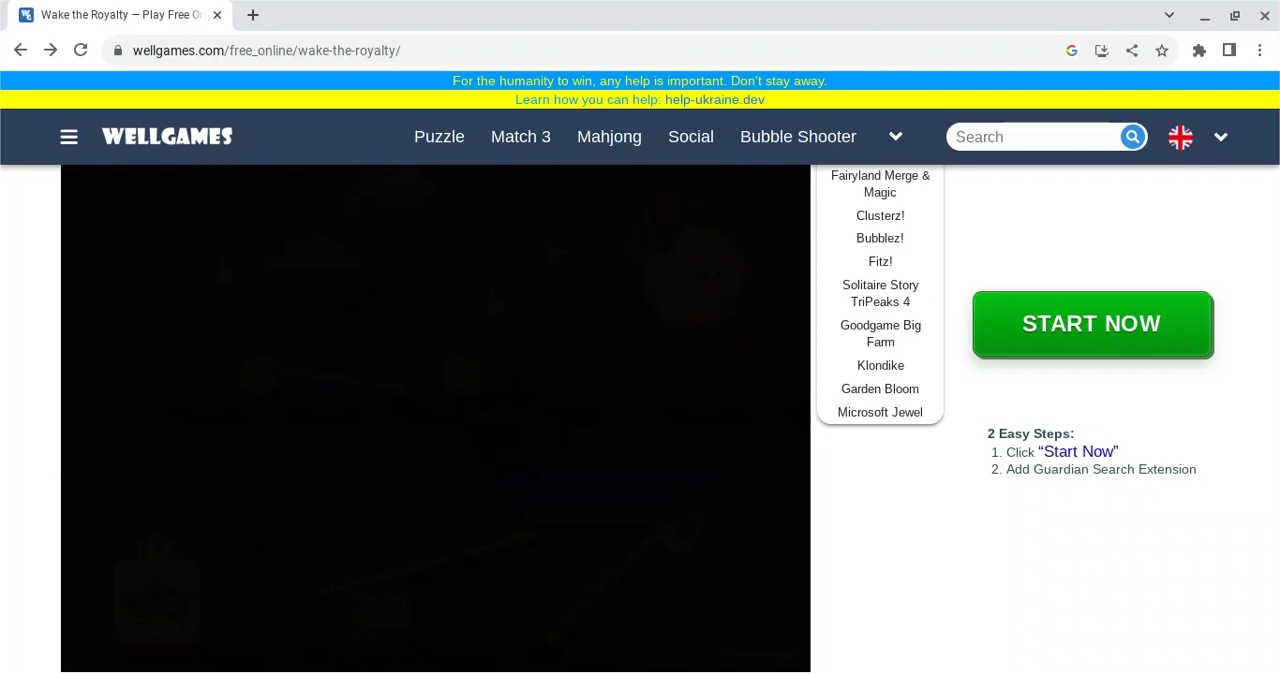 Wake the Royalty — Play Free On
wellgames.com/free_online/wake-the-royalty/
For the humanity to win, any help is important. Don't stay away.
Learn how you can help: help-ukraine.dev
WELLGAMES
Puzzle
Match 3
Mahjong
Social
Bubble Shooter
Search
Fairyland Merge &
Magic
Clusterz!
Bubblez!
Fitz!
Solitaire Story
TriPeaks 4
Goodgame Big
Farm
Klondike
Garden Bloom
Microsoft Jewel
START NOW
2 Easy Steps:
1. Click “Start Now”
2. Add Guardian Search Extension